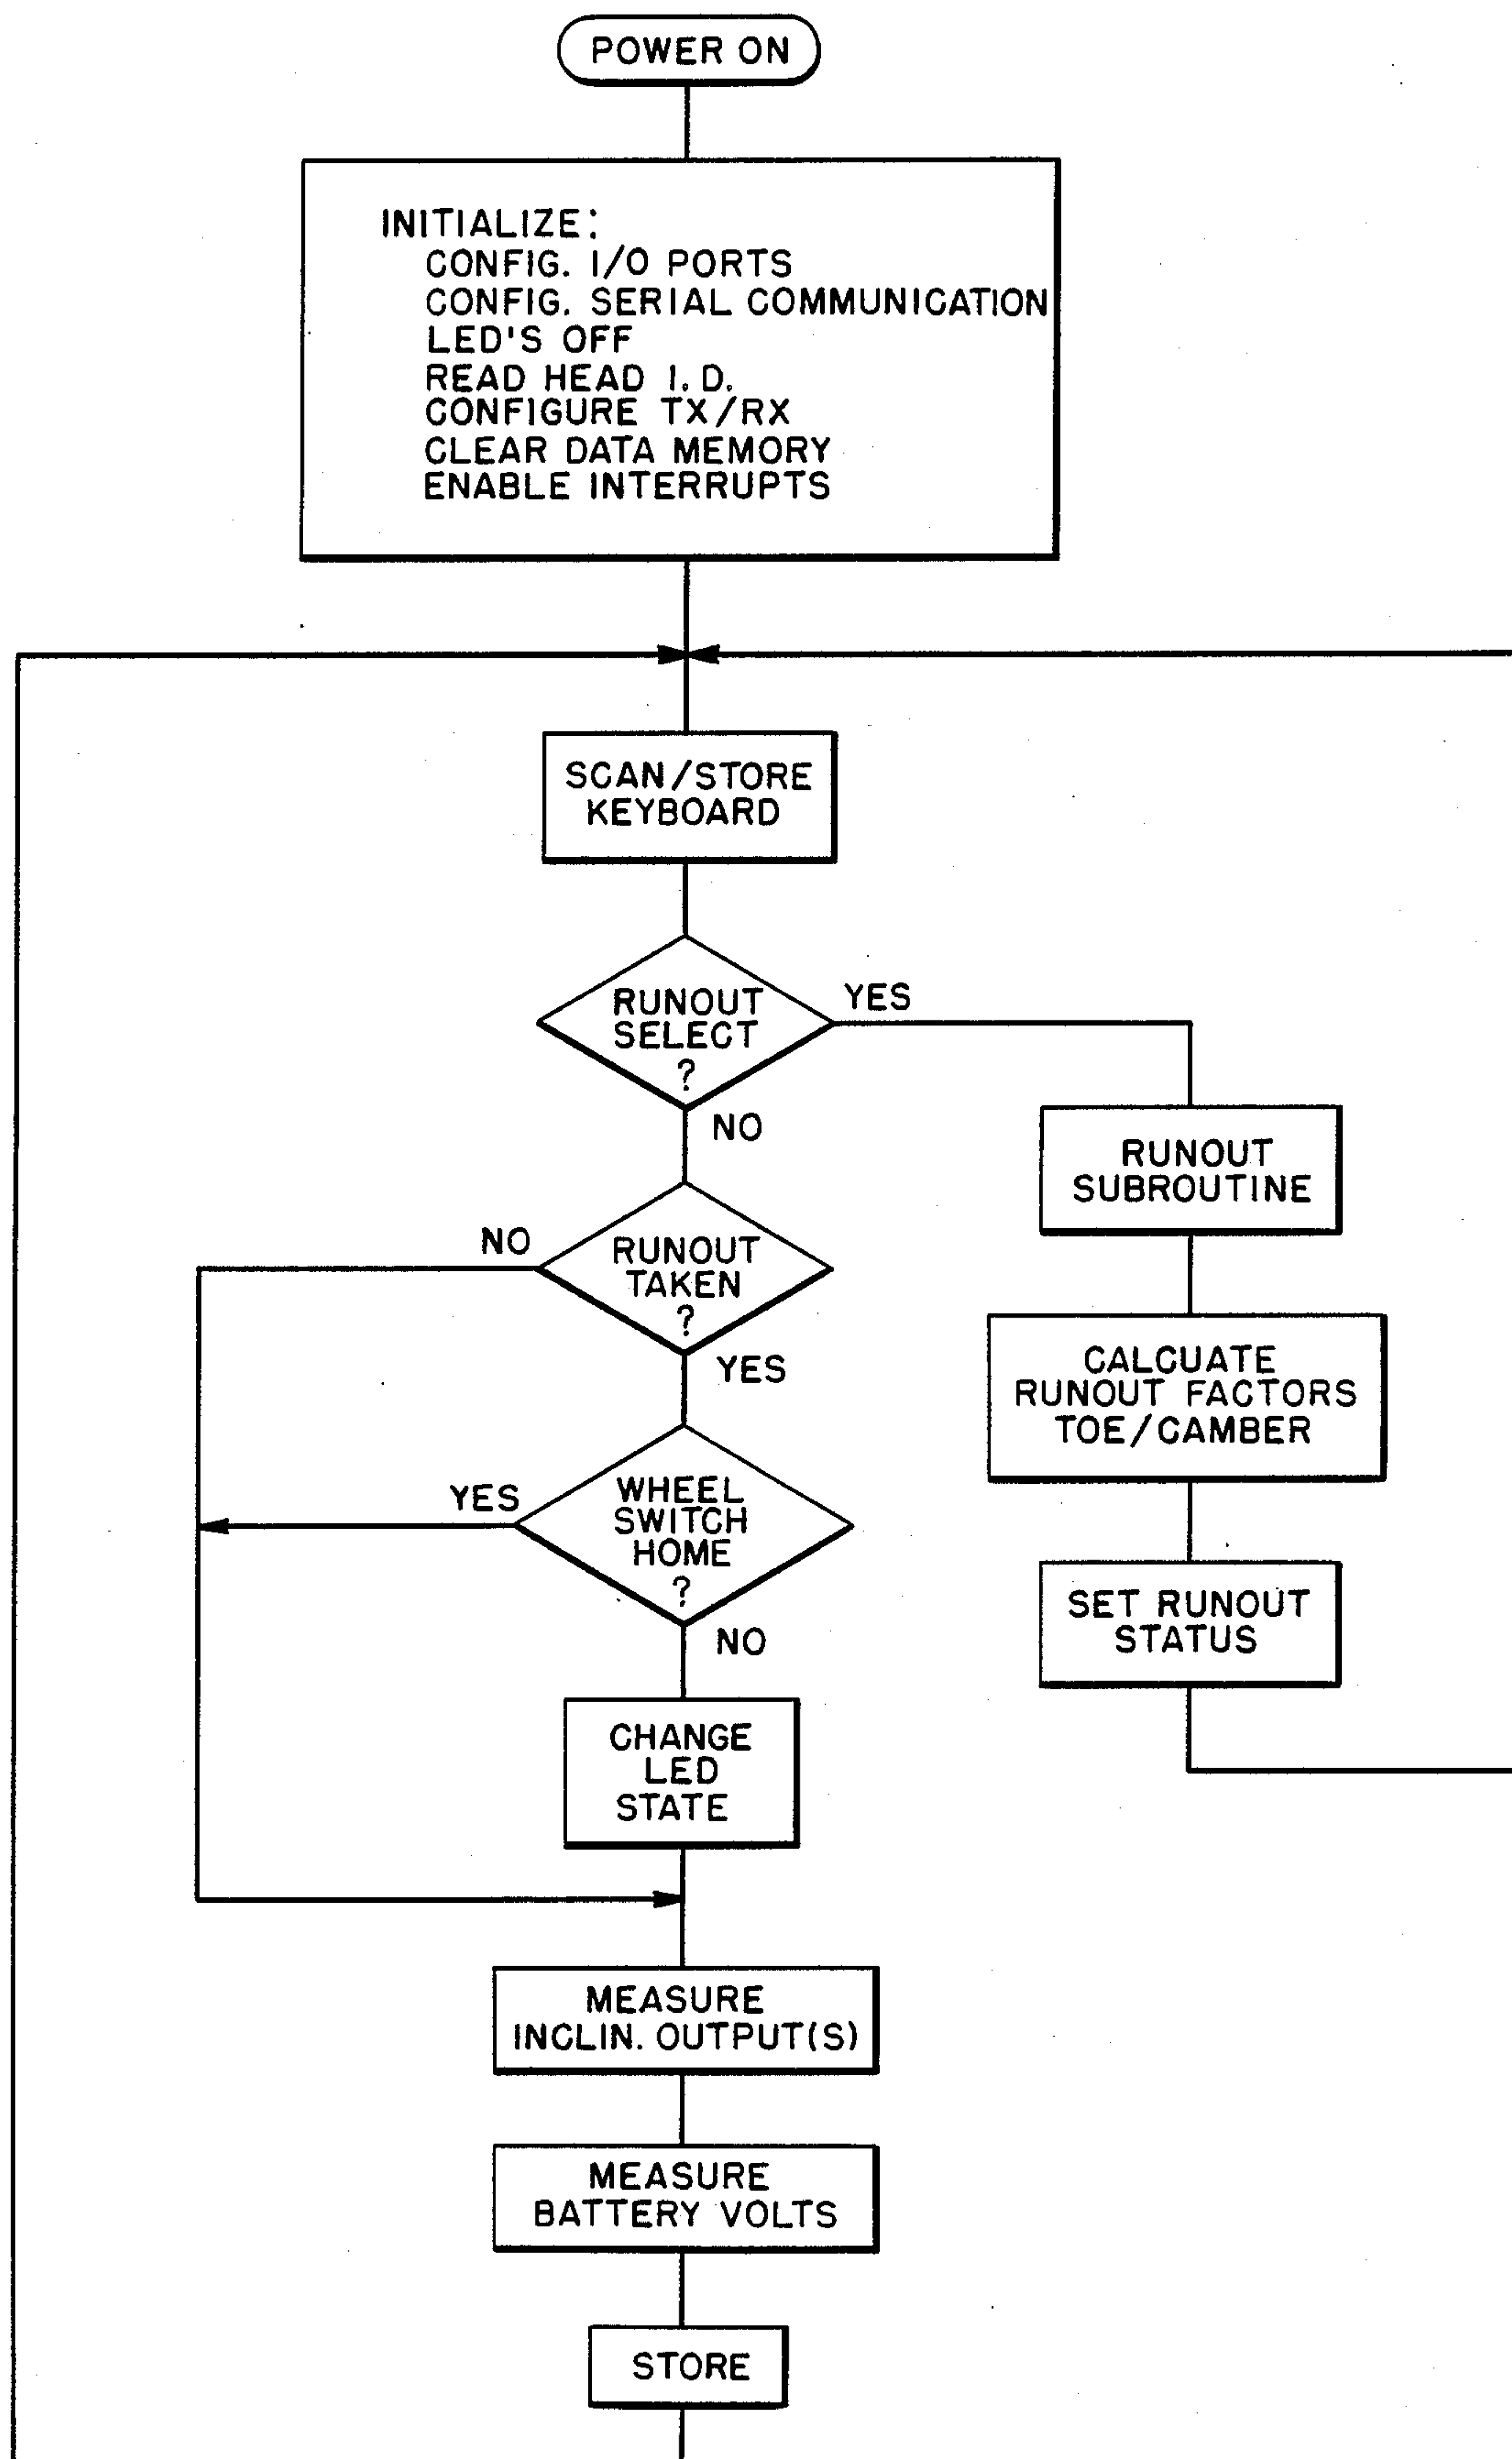 POWER ON
INITIALIZE:
CONFIG. I/O PORTS
CONFIG. SERIAL COMMUNICATION
LED'S OFF
READ HEAD I.D.
CONFIGURE TX/RX
CLEAR DATA MEMORY
ENABLE INTERRUPTS
SCAN/STORE
KEYBOARD
RUNOUT
SELECT
?
YES
NO
RUNOUT
SUBROUTINE
NO
RUNOUT
TAKEN
?
YES
CALCUATE
RUNOUT FACTORS
TOE/CAMBER
YES
WHEEL
SWITCH
HOME
?
NO
SET RUNOUT
STATUS
CHANGE
LED
STATE
MEASURE
INCLIN. OUTPUT(S)
MEASURE
BATTERY VOLTS
STORE